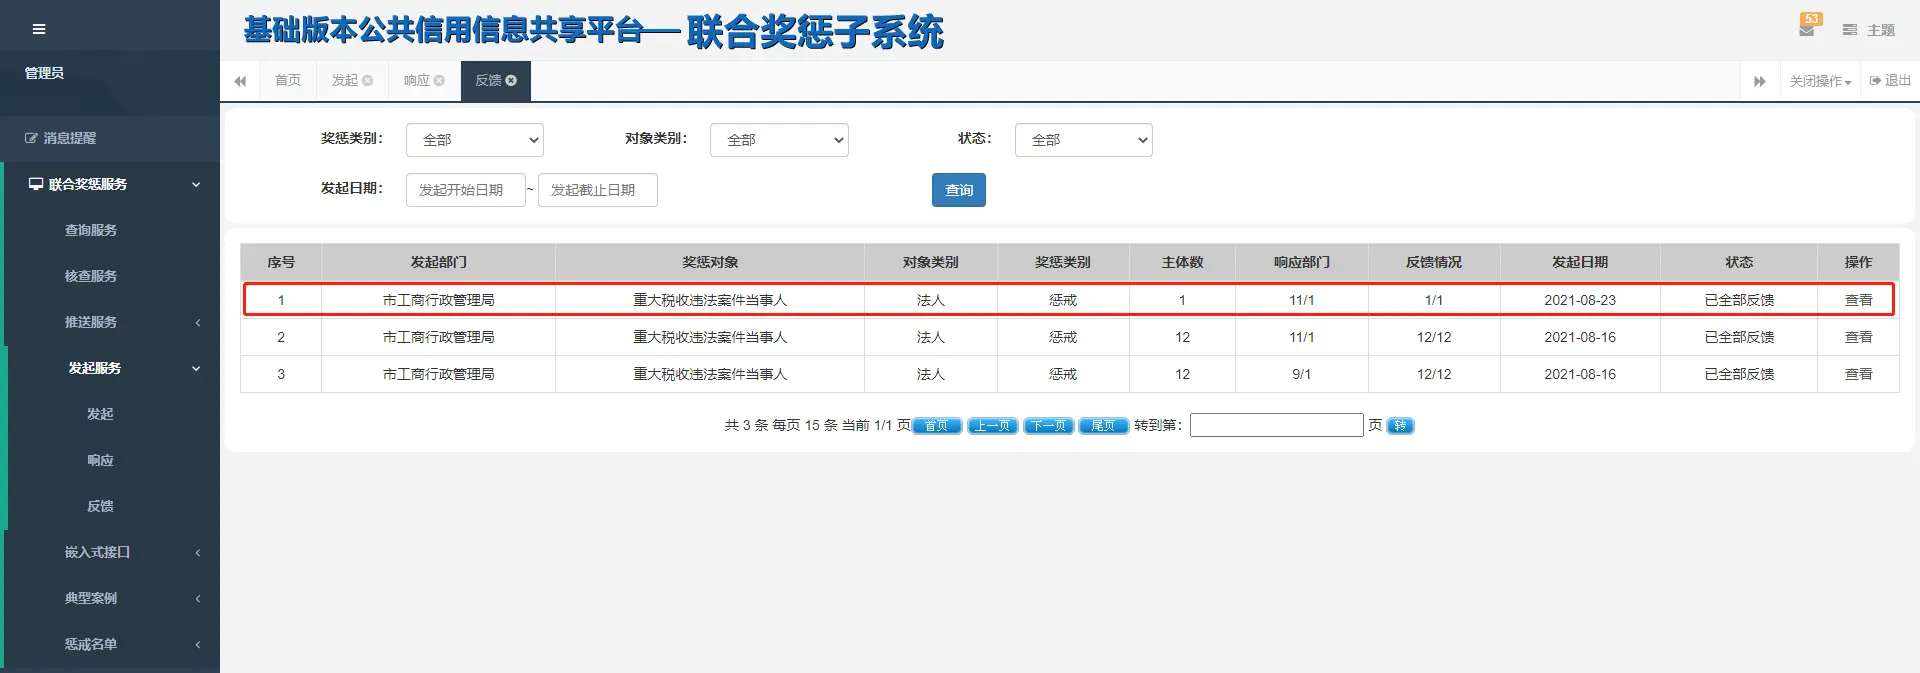 基础版本公共信用信息共享平台— 联合奖惩子系统
53
主题
管理员
首页 发起 响应 反馈 关闭操作 退出
消息提醒
联合奖惩服务
查询服务
核查服务
推送服务
发起服务
发起
响应
反馈
嵌入式接口
典型案例
惩戒名单
奖惩类别： 全部 对象类别： 全部 状态： 全部
发起日期： 发起开始日期 ~ 发起截止日期 查询
序号 发起部门 奖惩对象 对象类别 奖惩类别 主体数 响应部门 反馈情况 发起日期 状态 操作
1 市工商行政管理局 重大税收违法案件当事人 法人 惩戒 1 11/1 1/1 2021-08-23 已全部反馈 查看
2 市工商行政管理局 重大税收违法案件当事人 法人 惩戒 12 11/1 12/12 2021-08-16 已全部反馈 查看
3 市工商行政管理局 重大税收违法案件当事人 法人 惩戒 12 9/1 12/12 2021-08-16 已全部反馈 查看
共 3 条 每页 15 条 当前 1/1 页 首页 上一页 下一页 尾页 转到第： 页 转